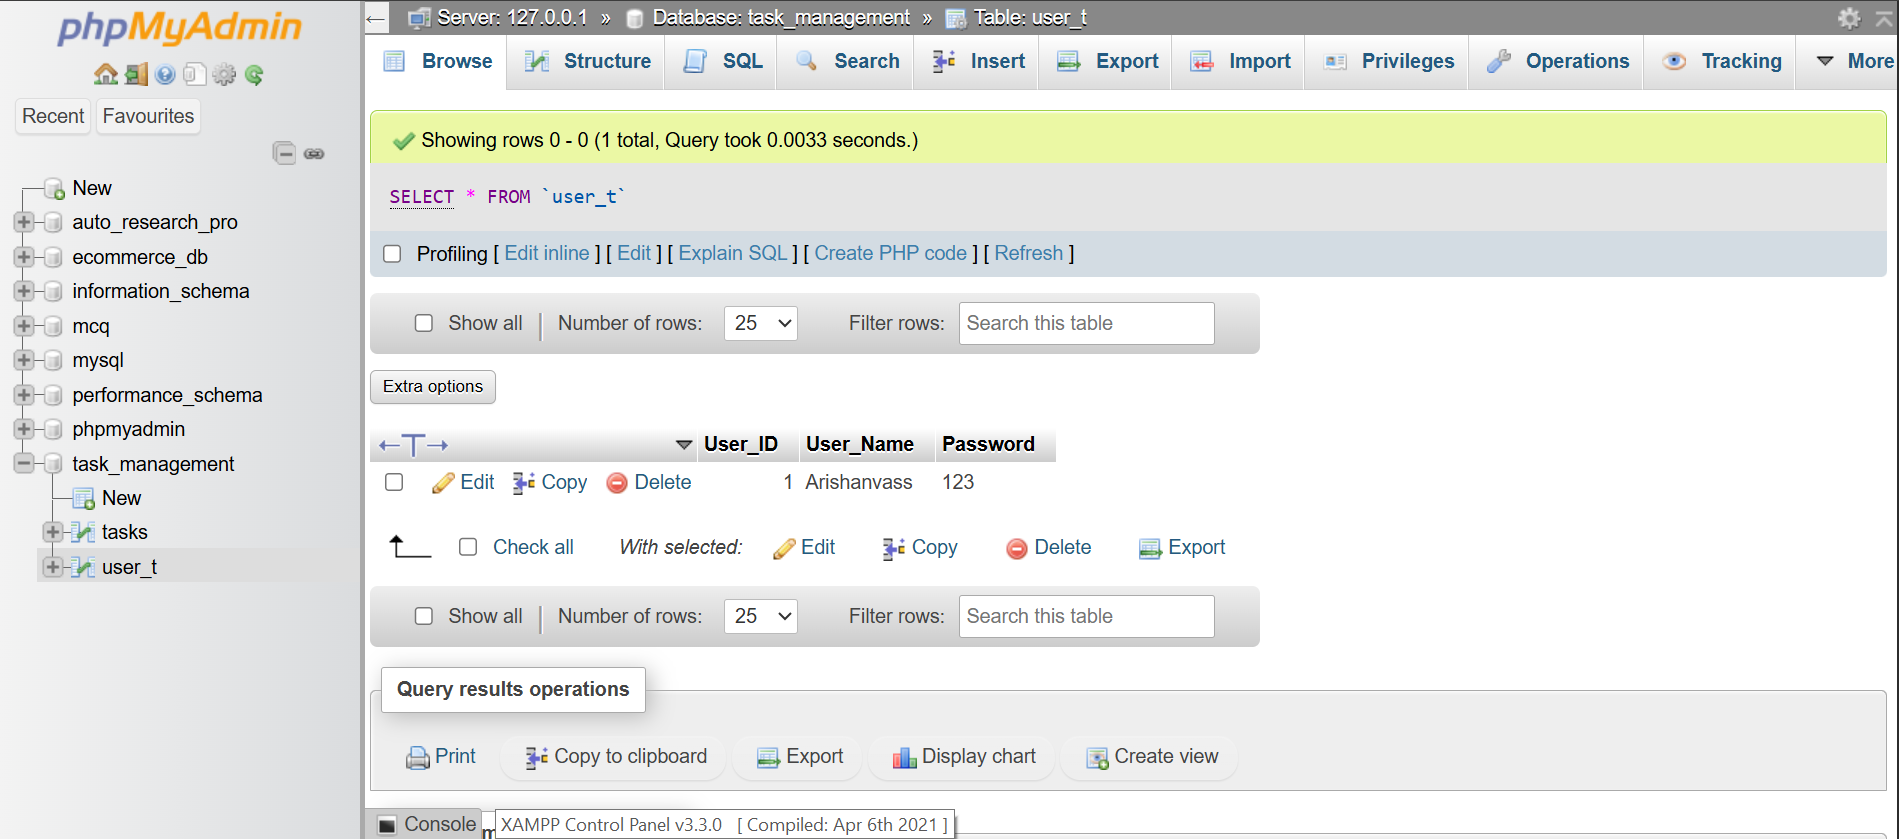 phpMyAdmin
Recent Favourites
New
auto_research_pro
ecommerce_db
information_schema
mcq
mysql
performance_schema
phpmyadmin
task_management
New
tasks
user_t
Server: 127.0.0.1 » Database: task_management » Table: user_t
Browse Structure SQL Search Insert Export Import Privileges Operations Tracking More
Showing rows 0 - 0 (1 total, Query took 0.0033 seconds.)
SELECT * FROM `user_t`
Profiling [ Edit inline ] [ Edit ] [ Explain SQL ] [ Create PHP code ] [ Refresh ]
Show all | Number of rows: 25 Filter rows: Search this table
Extra options
←T→ User_ID User_Name Password
Edit Copy Delete 1 Arishanvass 123
Check all With selected: Edit Copy Delete Export
Show all | Number of rows: 25 Filter rows: Search this table
Query results operations
Print Copy to clipboard Export Display chart Create view
Console XAMPP Control Panel v3.3.0 [ Compiled: Apr 6th 2021 ]